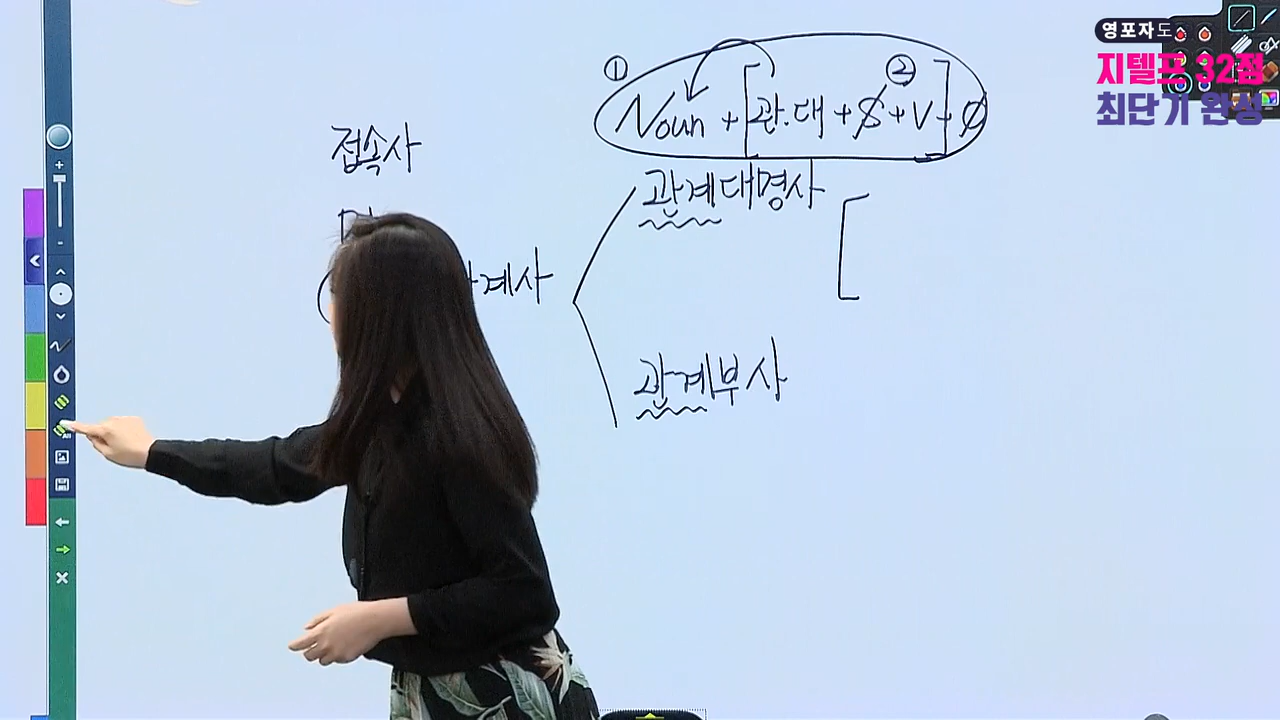 영포자도
지텔프 32점
최단기 완성
① ②
Noun + [관.대 + S + V] + O
접속사
관계대명사 [
계사
관계부사